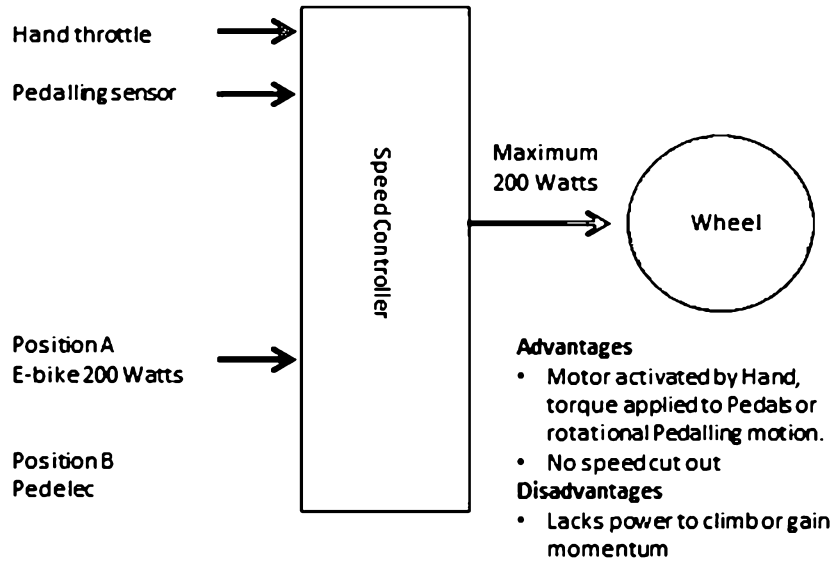 Hand throttle
Pedalling sensor
Speed Controller
Maximum
200 Watts
Wheel
Position A
E-bike 200 Watts
Position B
Pedelec
Advantages
• Motor activated by Hand,
torque applied to Pedals or
rotational Pedalling motion.
• No speed cut out
Disadvantages
• Lacks power to climb or gain
momentum